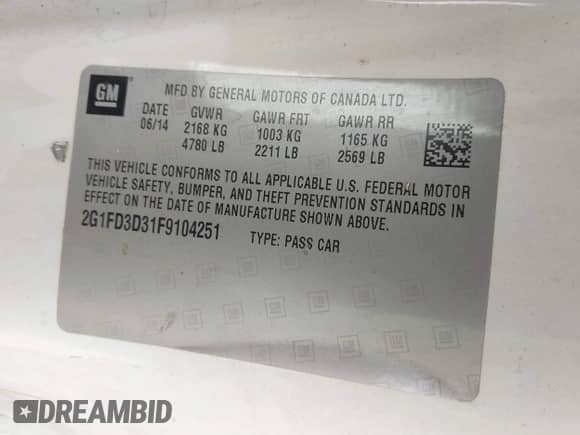 GM
MFD BY GENERAL MOTORS OF CANADA LTD.
DATE GVWR GAWR FRT GAWR RR
06/14 2168 KG 1003 KG 1165 KG
4780 LB 2211 LB 2569 LB
THIS VEHICLE CONFORMS TO ALL APPLICABLE U.S. FEDERAL MOTOR
VEHICLE SAFETY, BUMPER, AND THEFT PREVENTION STANDARDS IN
EFFECT ON THE DATE OF MANUFACTURE SHOWN ABOVE.
2G1FD3D31F9104251 TYPE: PASS CAR
DREAMBID